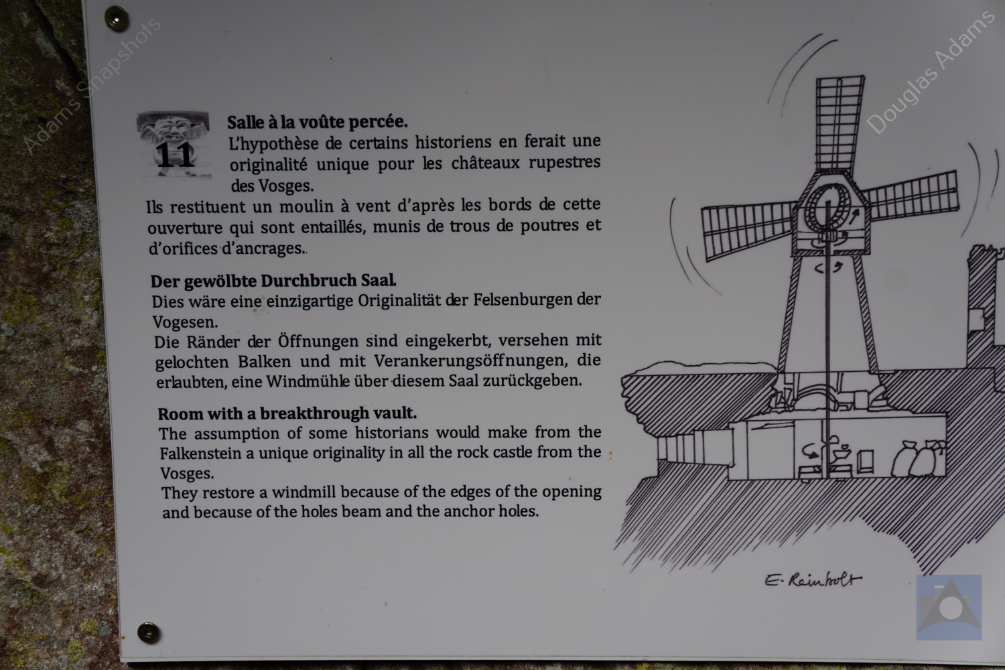 Adams Snapshots
Douglas Adams
11
Salle à la voûte percée.
L'hypothèse de certains historiens en ferait une
originalité unique pour les châteaux rupestres
des Vosges.
Ils restituent un moulin à vent d'après les bords de cette
ouverture qui sont entaillés, munis de trous de poutres et
d'orifices d'ancrages.
Der gewölbte Durchbruch Saal.
Dies wäre eine einzigartige Originalität der Felsenburgen der
Vogesen.
Die Ränder der Öffnungen sind eingekerbt, versehen mit
gelochten Balken und mit Verankerungsöffnungen, die
erlaubten, eine Windmühle über diesem Saal zurückgeben.
Room with a breakthrough vault.
The assumption of some historians would make from the
Falkenstein a unique originality in all the rock castle from the
Vosges.
They restore a windmill because of the edges of the opening
and because of the holes beam and the anchor holes.
E. Reinbolt